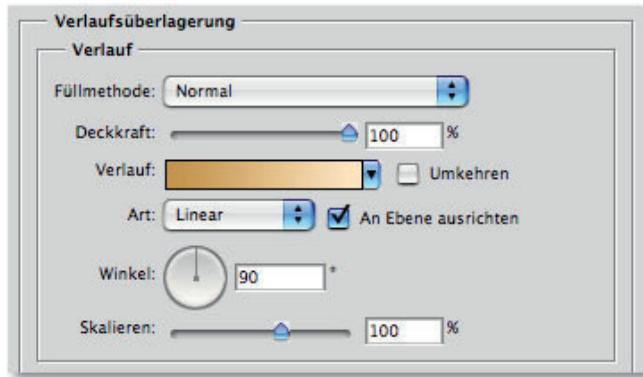 Verlaufsüberlagerung
Verlauf
Füllmethode: Normal
Deckkraft: 100 %
Verlauf: Umkehren
Art: Linear An Ebene ausrichten
Winkel: 90 °
Skalieren: 100 %